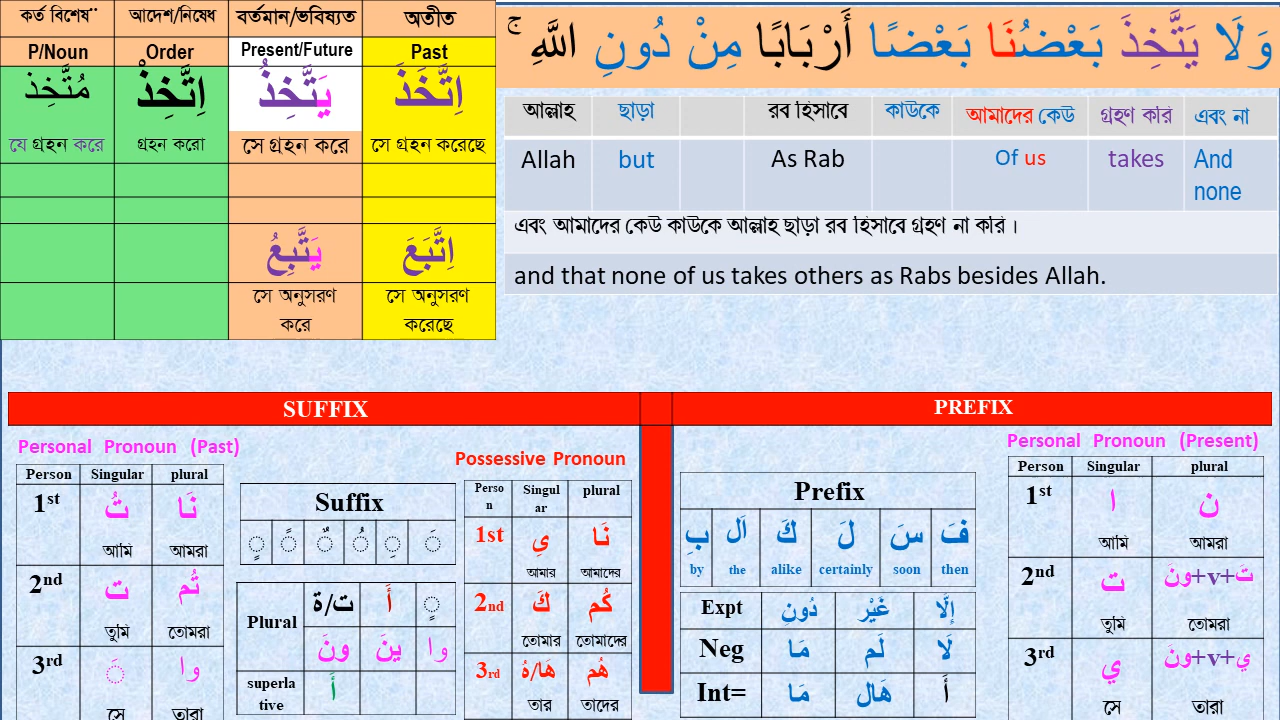 কর্ত বিশেষ্য আদেশ/নিষেধ বর্তমান/ভবিষ্যত অতীত
P/Noun Order Present/Future Past
مُتَّخِذ اِتَّخِذْ يَتَّخِذُ اِتَّخَذَ
যে গ্রহন করে গ্রহন করো সে গ্রহন করে সে গ্রহন করেছে
يَتَّبِعُ اِتَّبَعَ
সে অনুসরণ করে সে অনুসরণ করেছে
وَلَا يَتَّخِذَ بَعْضُنَا بَعْضًا أَرْبَابًا مِنْ دُونِ اللَّهِ ۚ
আল্লাহ ছাড়া রব হিসাবে কাউকে আমাদের কেউ গ্রহণ করি এবং না
Allah but As Rab Of us takes And none
এবং আমাদের কেউ কাউকে আল্লাহ ছাড়া রব হিসাবে গ্রহণ না করি।
and that none of us takes others as Rabs besides Allah.
SUFFIX
Personal Pronoun (Past)
Person Singular plural
1st تُ نَا
আমি আমরা
2nd ت تُم
তুমি তোমরা
3rd َ وا
সে তারা
Suffix
ٍ ً ٌ ُ ِ َ
Plural ة/ت أَ ٍ
ونَ ينَ وا
superlative أَ
Possessive Pronoun
Person Singular plural
1st يِ نَا
আমার আমাদের
2nd كَ كُم
তোমার তোমাদের
3rd هَا/هُ هُم
তার তাদের
PREFIX
Prefix
بِ اَل كَ لَ سَ فَ
by the alike certainly soon then
Expt دُونِ غَيْر إِلَّا
Neg مَا لَم لَا
Int= مَا هَال أَ
Personal Pronoun (Present)
Person Singular plural
1st ا ن
আমি আমরা
2nd ت ونَ+v+تَ
তুমি তোমরা
3rd ي ونَ+v+ي
সে তারা